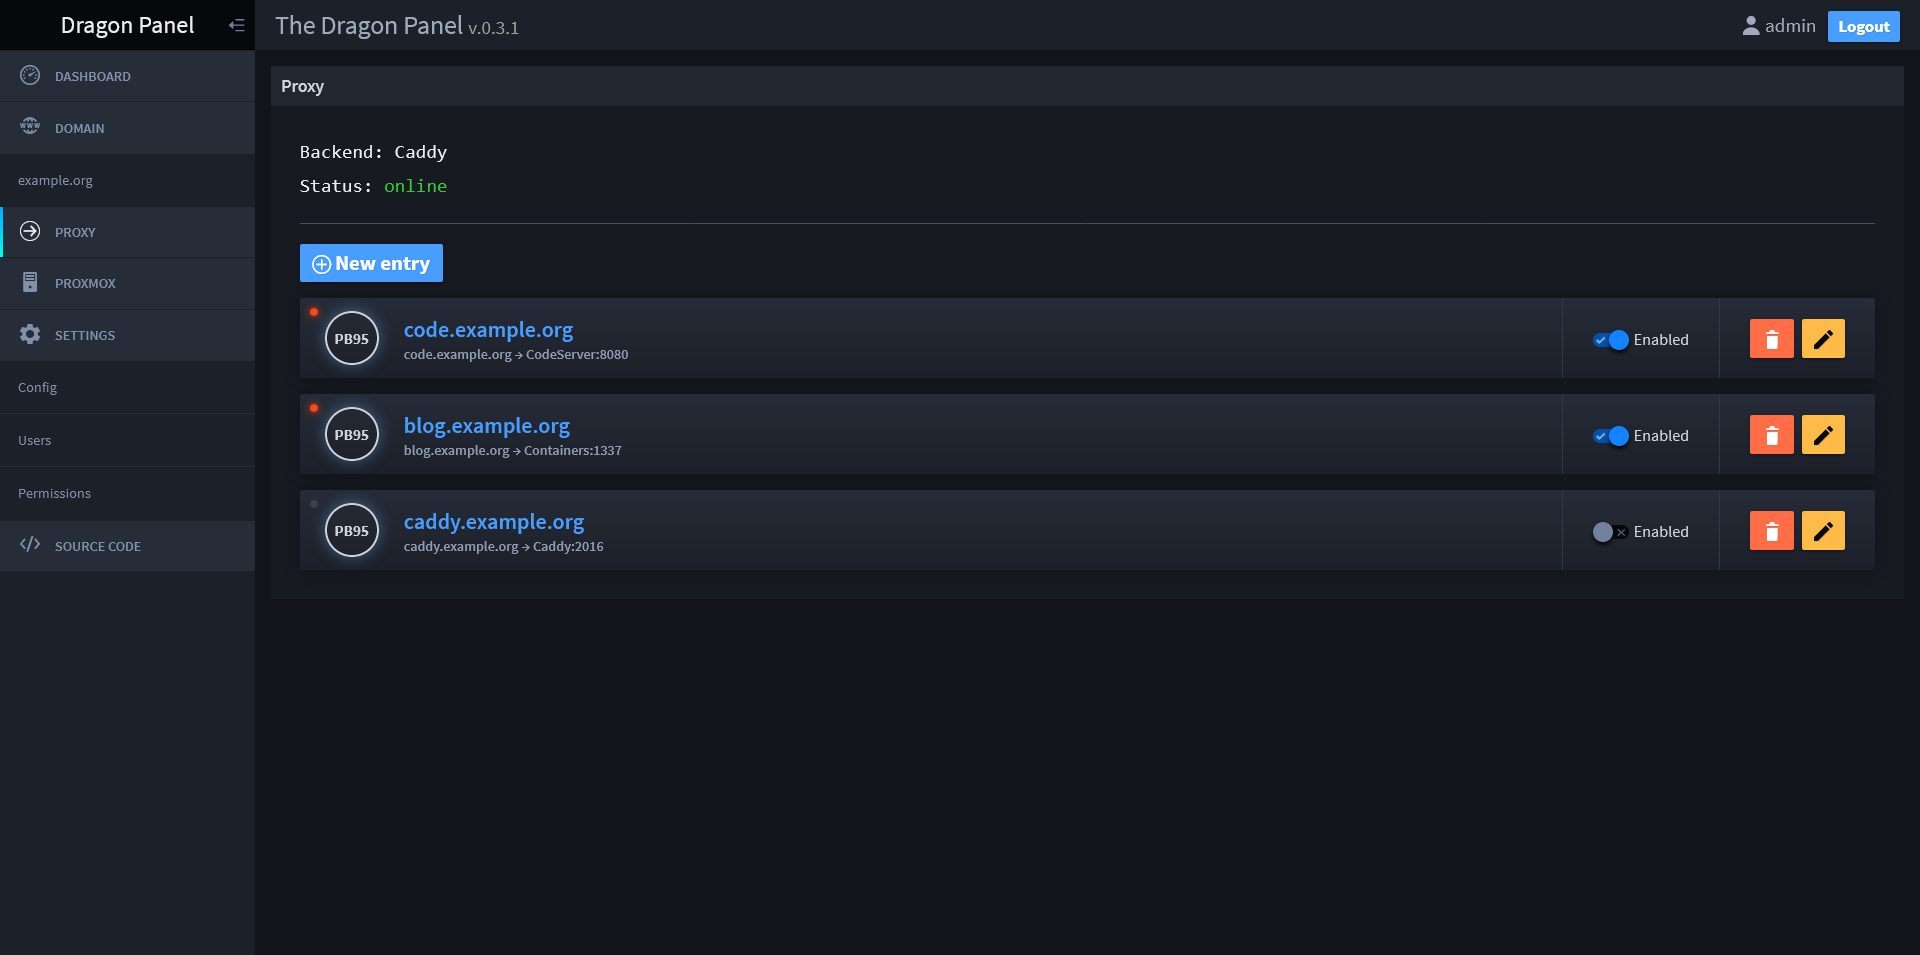 Dragon Panel
The Dragon Panel v.0.3.1
admin
Logout
DASHBOARD
DOMAIN
example.org
PROXY
PROXMOX
SETTINGS
Config
Users
Permissions
SOURCE CODE
Proxy
Backend: Caddy
Status: online
New entry
PB95
code.example.org
code.example.org → CodeServer:8080
Enabled
PB95
blog.example.org
blog.example.org → Containers:1337
Enabled
PB95
caddy.example.org
caddy.example.org → Caddy:2016
Enabled